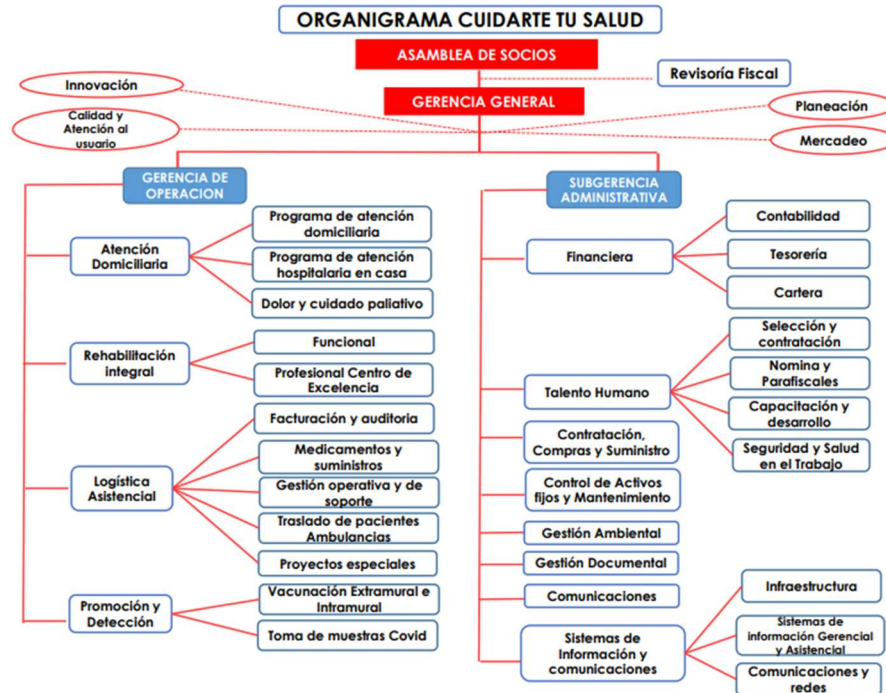 ORGANIGRAMA CUIDARTE TU SALUD
ASAMBLEA DE SOCIOS
Revisoría Fiscal
Innovación
GERENCIA GENERAL
Planeación
Calidad y
Atención al
usuario
Mercadeo
GERENCIA DE
OPERACION
Atención
Domiciliaria
Programa de atención
domiciliaria
Programa de atención
hospitalaria en casa
Dolor y cuidado paliativo
Rehabilitación
integral
Funcional
Profesional Centro de
Excelencia
Logística
Asistencial
Facturación y auditoria
Medicamentos y
suministros
Gestión operativa y de
soporte
Traslado de pacientes
Ambulancias
Proyectos especiales
Promoción y
Detección
Vacunación Extramural e
Intramural
Toma de muestras Covid
SUBGERENCIA
ADMINISTRATIVA
Financiera
Contabilidad
Tesorería
Cartera
Talento Humano
Selección y
contratación
Nomina y
Parafiscales
Capacitación y
desarrollo
Seguridad y Salud
en el Trabajo
Contratación,
Compras y Suministro
Control de Activos
fijos y Mantenimiento
Gestión Ambiental
Gestión Documental
Comunicaciones
Sistemas de
Información y
comunicaciones
Infraestructura
Sistemas de
información Gerencial
y Asistencial
Comunicaciones y
redes